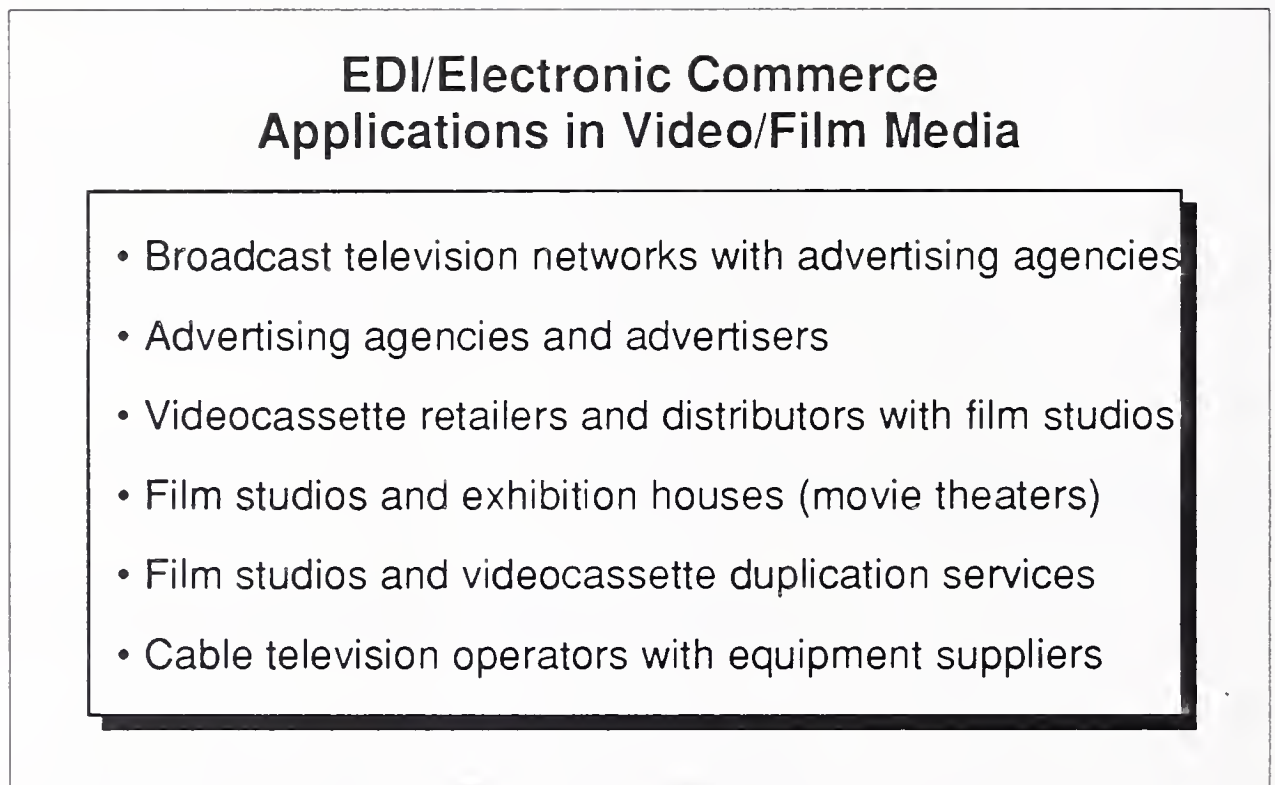 EDI/Electronic Commerce
Applications in Video/Film Media
• Broadcast television networks with advertising agencies
• Advertising agencies and advertisers
• Videocassette retailers and distributors with film studios
• Film studios and exhibition houses (movie theaters)
• Film studios and videocassette duplication services
• Cable television operators with equipment suppliers